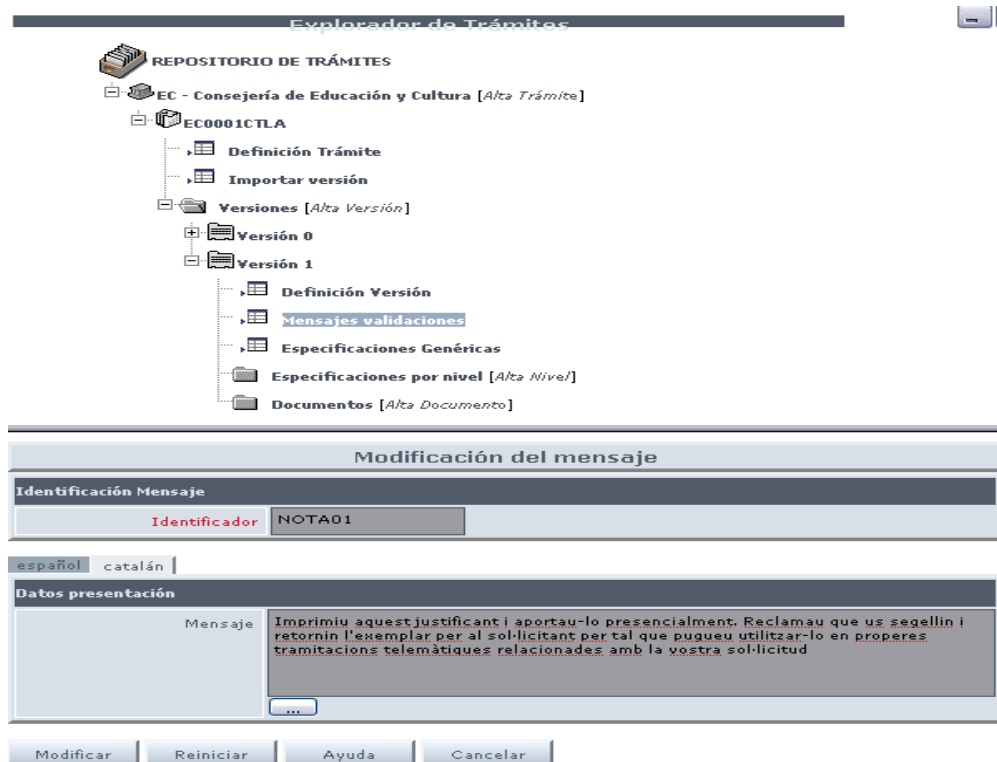 Explorador de Trámites
REPOSITORIO DE TRÁMITES
EC - Consejería de Educación y Cultura [Alta Trámite]
EC0001CTLA
Definición Trámite
Importar versión
Versiones [Alta Versión]
Versión 0
Versión 1
Definición Versión
Mensajes validaciones
Especificaciones Genéricas
Especificaciones por nivel [Alta Nivel]
Documentos [Alta Documento]
Modificación del mensaje
Identificación Mensaje
Identificador NOTA01
español catalán
Datos presentación
Mensaje Imprimiu aquest justificant i aportau-lo presencialment. Reclamau que us segellin i
retornin l'exemplar per al sol·licitant per tal que pugueu utilitzar-lo en properes
tramitacions telemàtiques relacionades amb la vostra sol·licitud
...
Modificar Reiniciar Ayuda Cancelar